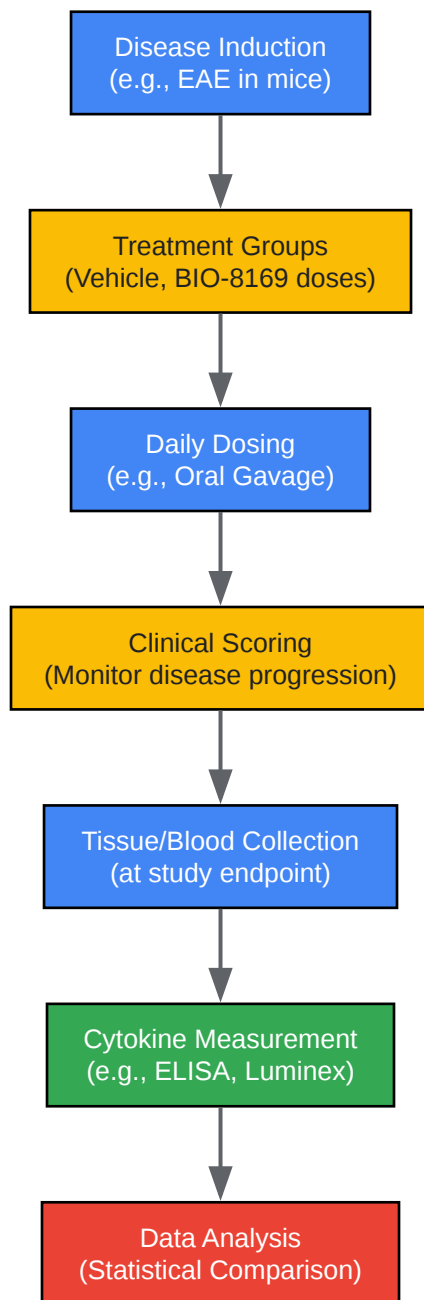 Disease Induction
(e.g., EAE in mice)
Treatment Groups
(Vehicle, BIO-8169 doses)
Daily Dosing
(e.g., Oral Gavage)
Clinical Scoring
(Monitor disease progression)
Tissue/Blood Collection
(at study endpoint)
Cytokine Measurement
(e.g., ELISA, Luminex)
Data Analysis
(Statistical Comparison)